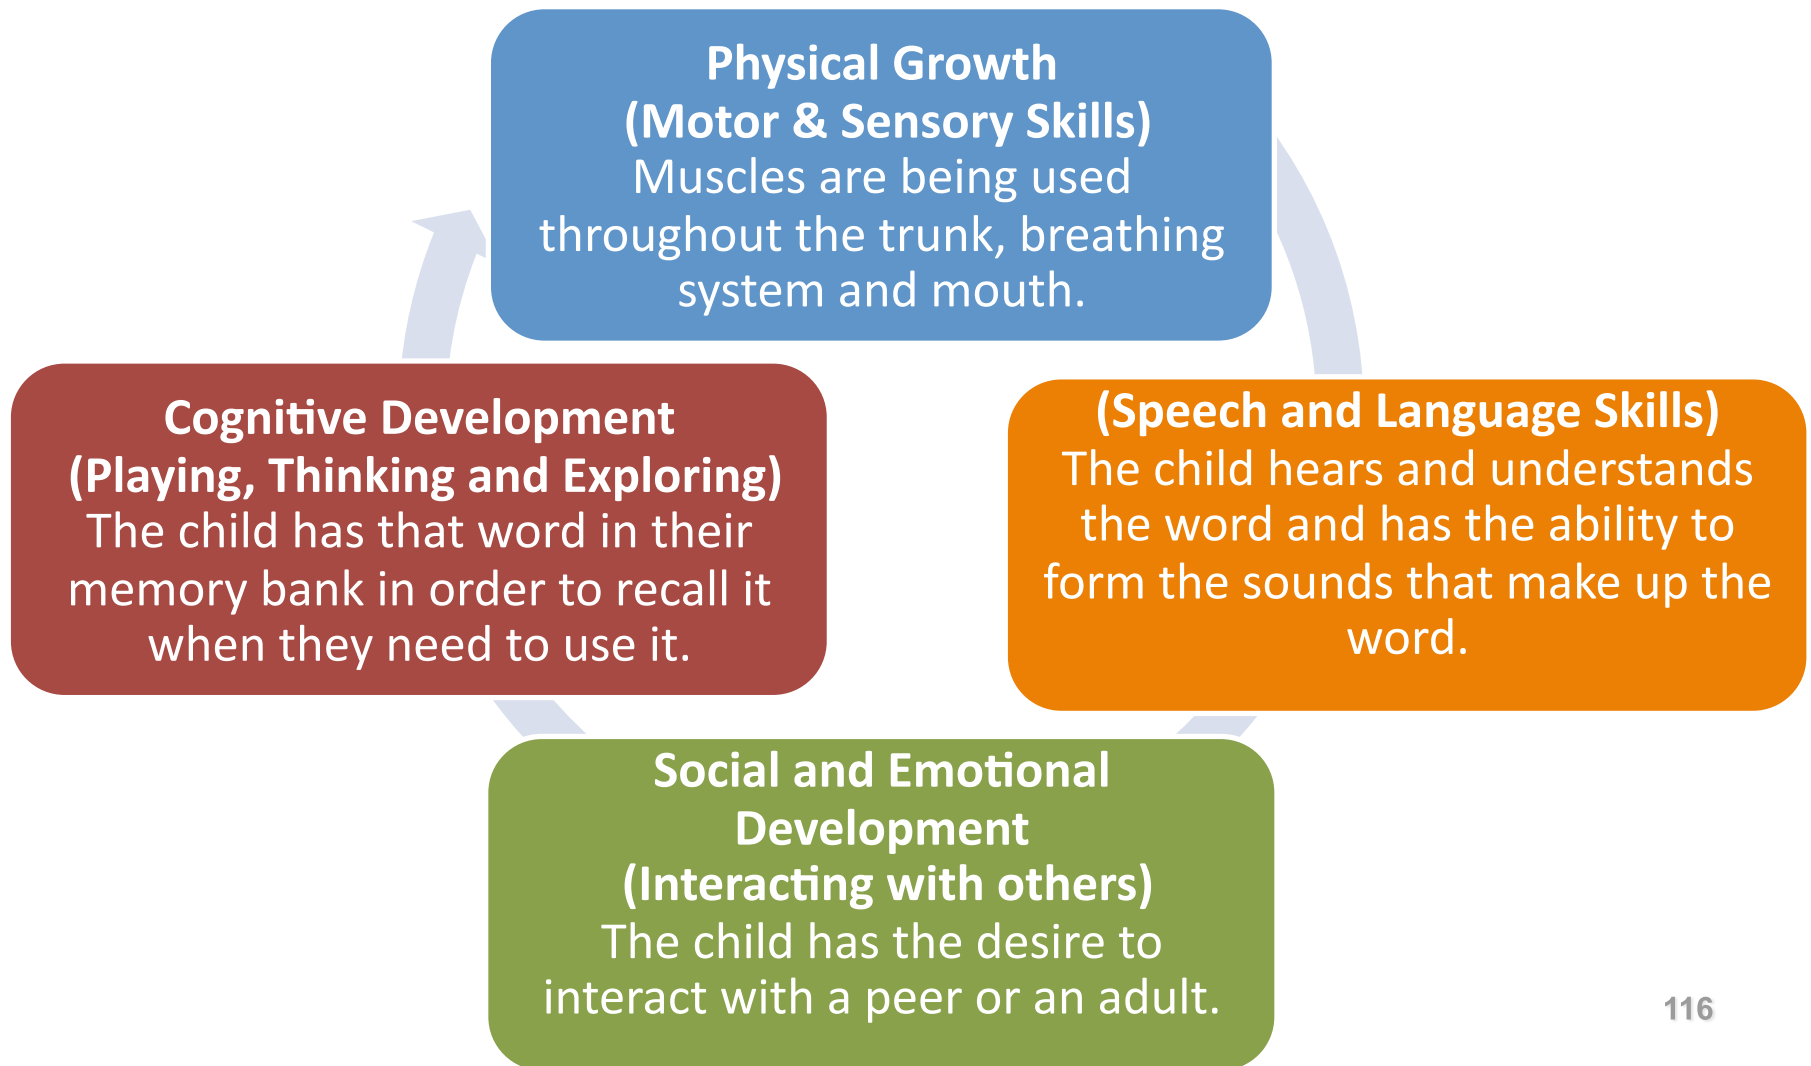 Physical Growth
(Motor & Sensory Skills)
Muscles are being used
throughout the trunk, breathing
system and mouth.
(Speech and Language Skills)
The child hears and understands
the word and has the ability to
form the sounds that make up the
word.
Social and Emotional
Development
(Interacting with others)
The child has the desire to
interact with a peer or an adult.
Cognitive Development
(Playing, Thinking and Exploring)
The child has that word in their
memory bank in order to recall it
when they need to use it.
116